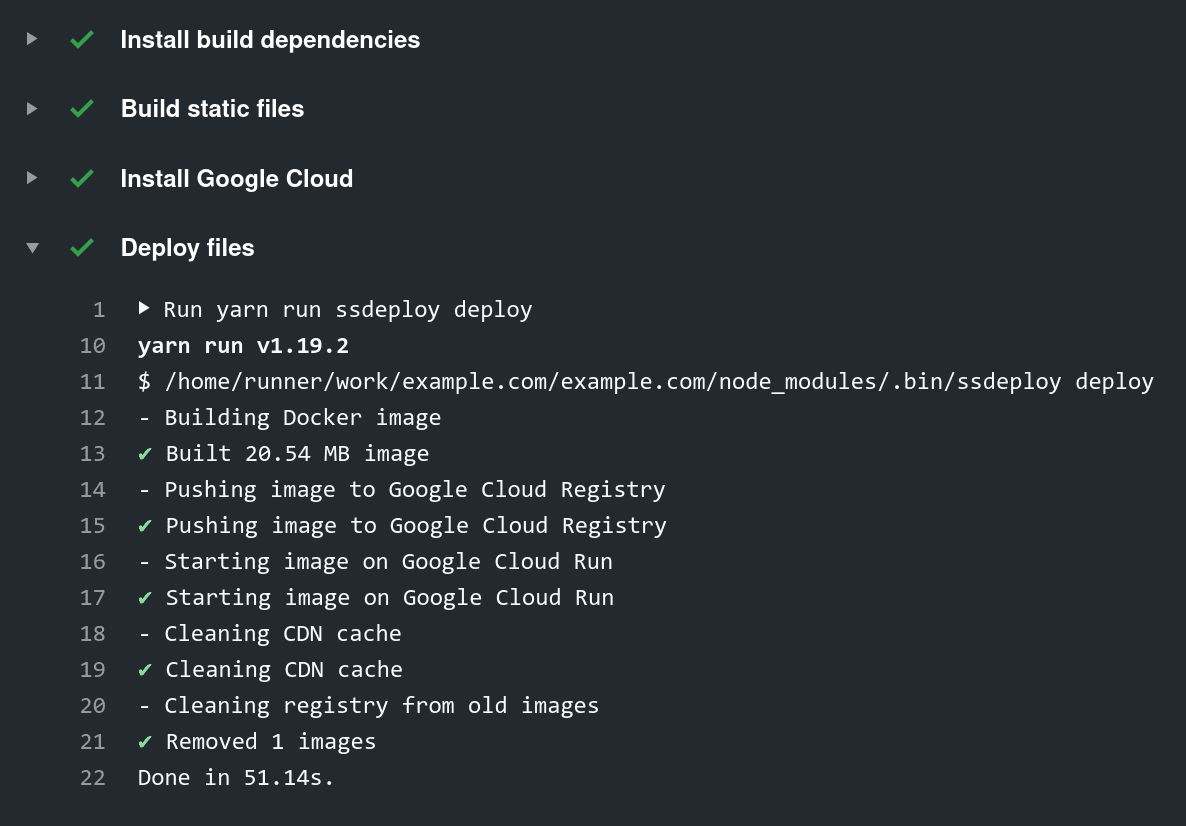 Install build dependencies
Build static files
Install Google Cloud
Deploy files
1 Run yarn run ssdeploy deploy
10 yarn run v1.19.2
11 $ /home/runner/work/example.com/example.com/node_modules/.bin/ssdeploy deploy
12 - Building Docker image
13 ✔ Built 20.54 MB image
14 - Pushing image to Google Cloud Registry
15 ✔ Pushing image to Google Cloud Registry
16 - Starting image on Google Cloud Run
17 ✔ Starting image on Google Cloud Run
18 - Cleaning CDN cache
19 ✔ Cleaning CDN cache
20 - Cleaning registry from old images
21 ✔ Removed 1 images
22 Done in 51.14s.